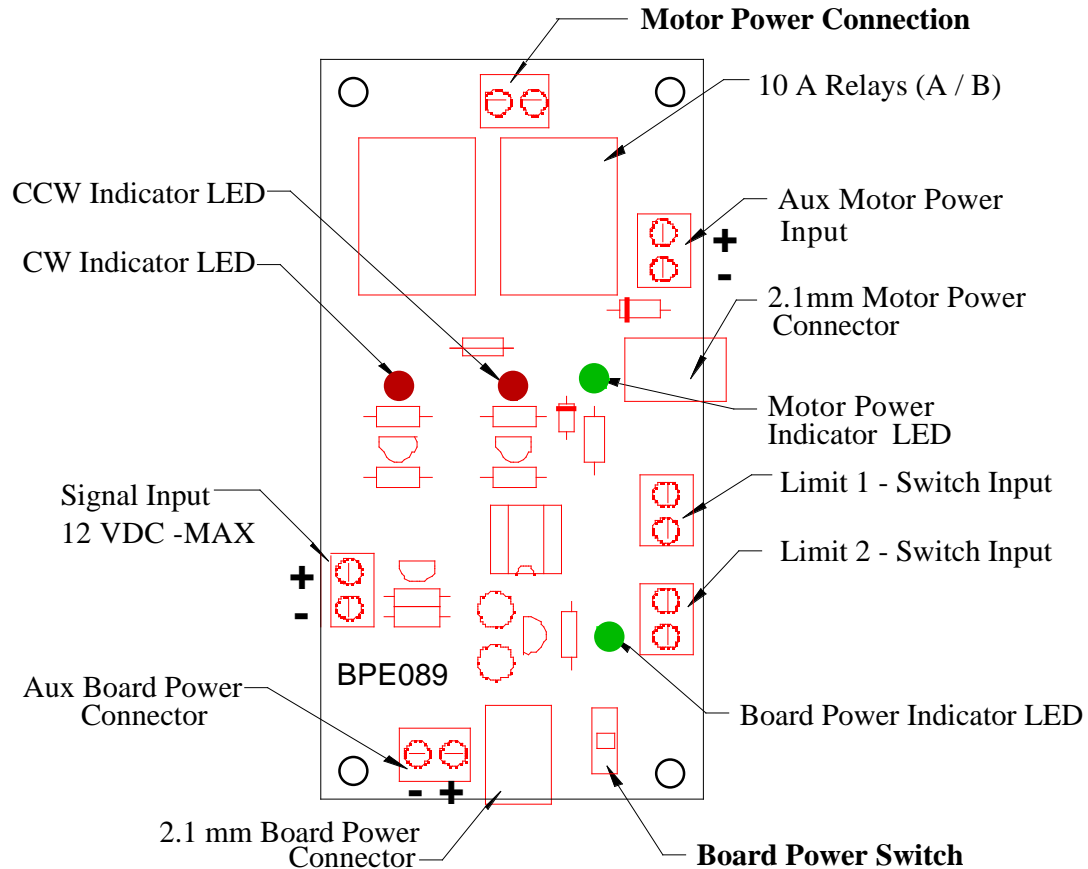 Motor Power Connection
10 A Relays (A / B)
CCW Indicator LED
CW Indicator LED
Aux Motor Power
Input
+
-
2.1mm Motor Power
Connector
Motor Power
Indicator LED
Signal Input
12 VDC -MAX
+
-
Limit 1 - Switch Input
Limit 2 - Switch Input
BPE089
Aux Board Power
Connector
- +
Board Power Indicator LED
2.1 mm Board Power
Connector
Board Power Switch